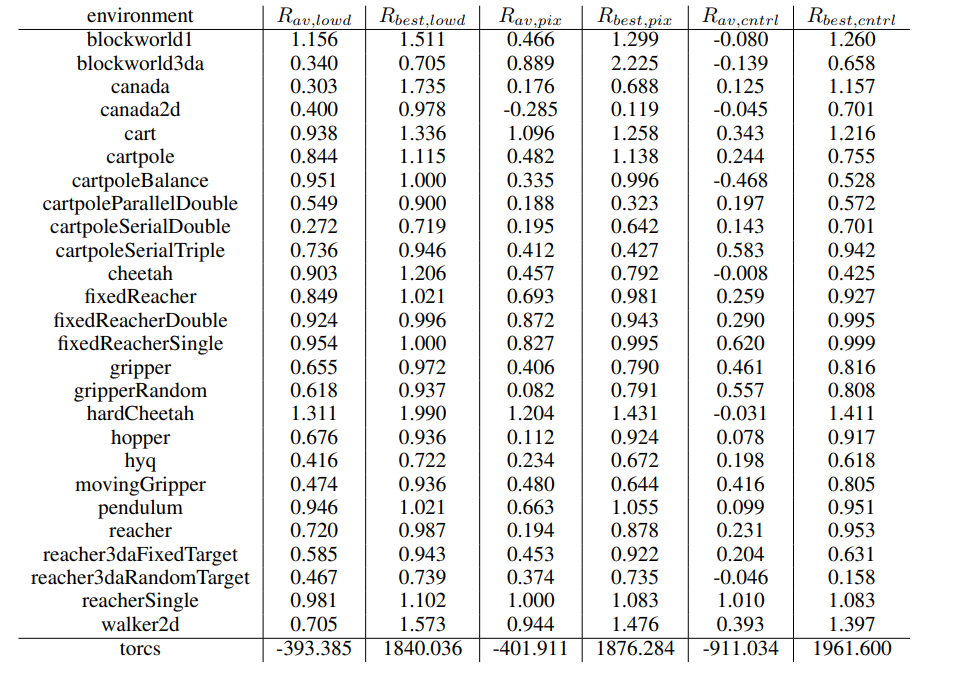 environment R_{av,lowd} R_{best,lowd} R_{av,pix} R_{best,pix} R_{av,cntrl} R_{best,cntrl}
blockworld1 1.156 1.511 0.466 1.299 -0.080 1.260
blockworld3da 0.340 0.705 0.889 2.225 -0.139 0.658
canada 0.303 1.735 0.176 0.688 0.125 1.157
canada2d 0.400 0.978 -0.285 0.119 -0.045 0.701
cart 0.938 1.336 1.096 1.258 0.343 1.216
cartpole 0.844 1.115 0.482 1.138 0.244 0.755
cartpoleBalance 0.951 1.000 0.335 0.996 -0.468 0.528
cartpoleParallelDouble 0.549 0.900 0.188 0.323 0.197 0.572
cartpoleSerialDouble 0.272 0.719 0.195 0.642 0.143 0.701
cartpoleSerialTriple 0.736 0.946 0.412 0.427 0.583 0.942
cheetah 0.903 1.206 0.457 0.792 -0.008 0.425
fixedReacher 0.849 1.021 0.693 0.981 0.259 0.927
fixedReacherDouble 0.924 0.996 0.872 0.943 0.290 0.995
fixedReacherSingle 0.954 1.000 0.827 0.995 0.620 0.999
gripper 0.655 0.972 0.406 0.790 0.461 0.816
gripperRandom 0.618 0.937 0.082 0.791 0.557 0.808
hardCheetah 1.311 1.990 1.204 1.431 -0.031 1.411
hopper 0.676 0.936 0.112 0.924 0.078 0.917
hyq 0.416 0.722 0.234 0.672 0.198 0.618
movingGripper 0.474 0.936 0.480 0.644 0.416 0.805
pendulum 0.946 1.021 0.663 1.055 0.099 0.951
reacher 0.720 0.987 0.194 0.878 0.231 0.953
reacher3daFixedTarget 0.585 0.943 0.453 0.922 0.204 0.631
reacher3daRandomTarget 0.467 0.739 0.374 0.735 -0.046 0.158
reacherSingle 0.981 1.102 1.000 1.083 1.010 1.083
walker2d 0.705 1.573 0.944 1.476 0.393 1.397
torcs -393.385 1840.036 -401.911 1876.284 -911.034 1961.600